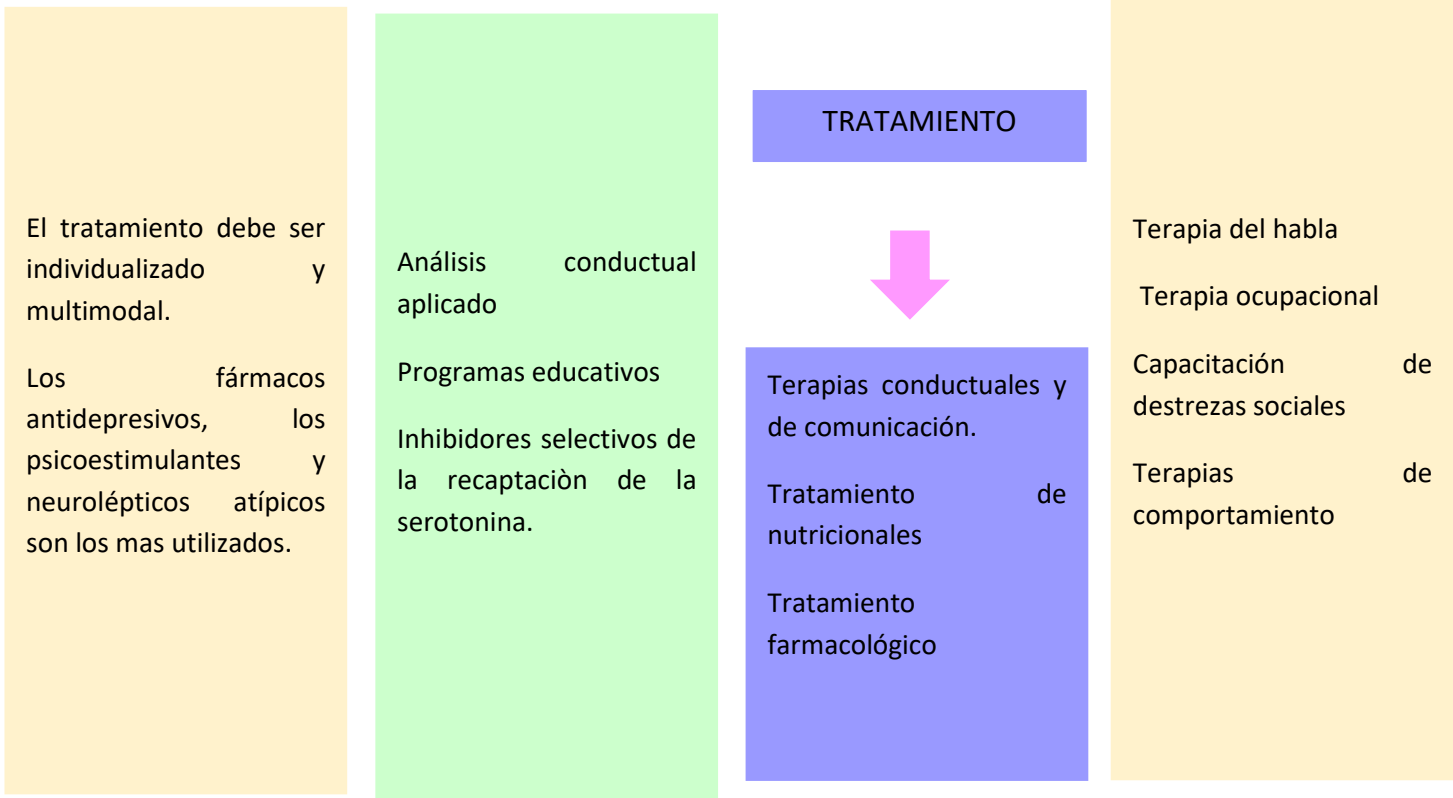 El tratamiento debe ser
individualizado y
multimodal.
Los fármacos
antidepresivos, los
psicoestimulantes y
neurolépticos atípicos
son los mas utilizados.
Análisis conductual
aplicado
Programas educativos
Inhibidores selectivos de
la recaptaciòn de la
serotonina.
TRATAMIENTO
Terapias conductuales y
de comunicación.
Tratamiento de
nutricionales
Tratamiento
farmacológico
Terapia del habla
Terapia ocupacional
Capacitación de
destrezas sociales
Terapias de
comportamiento